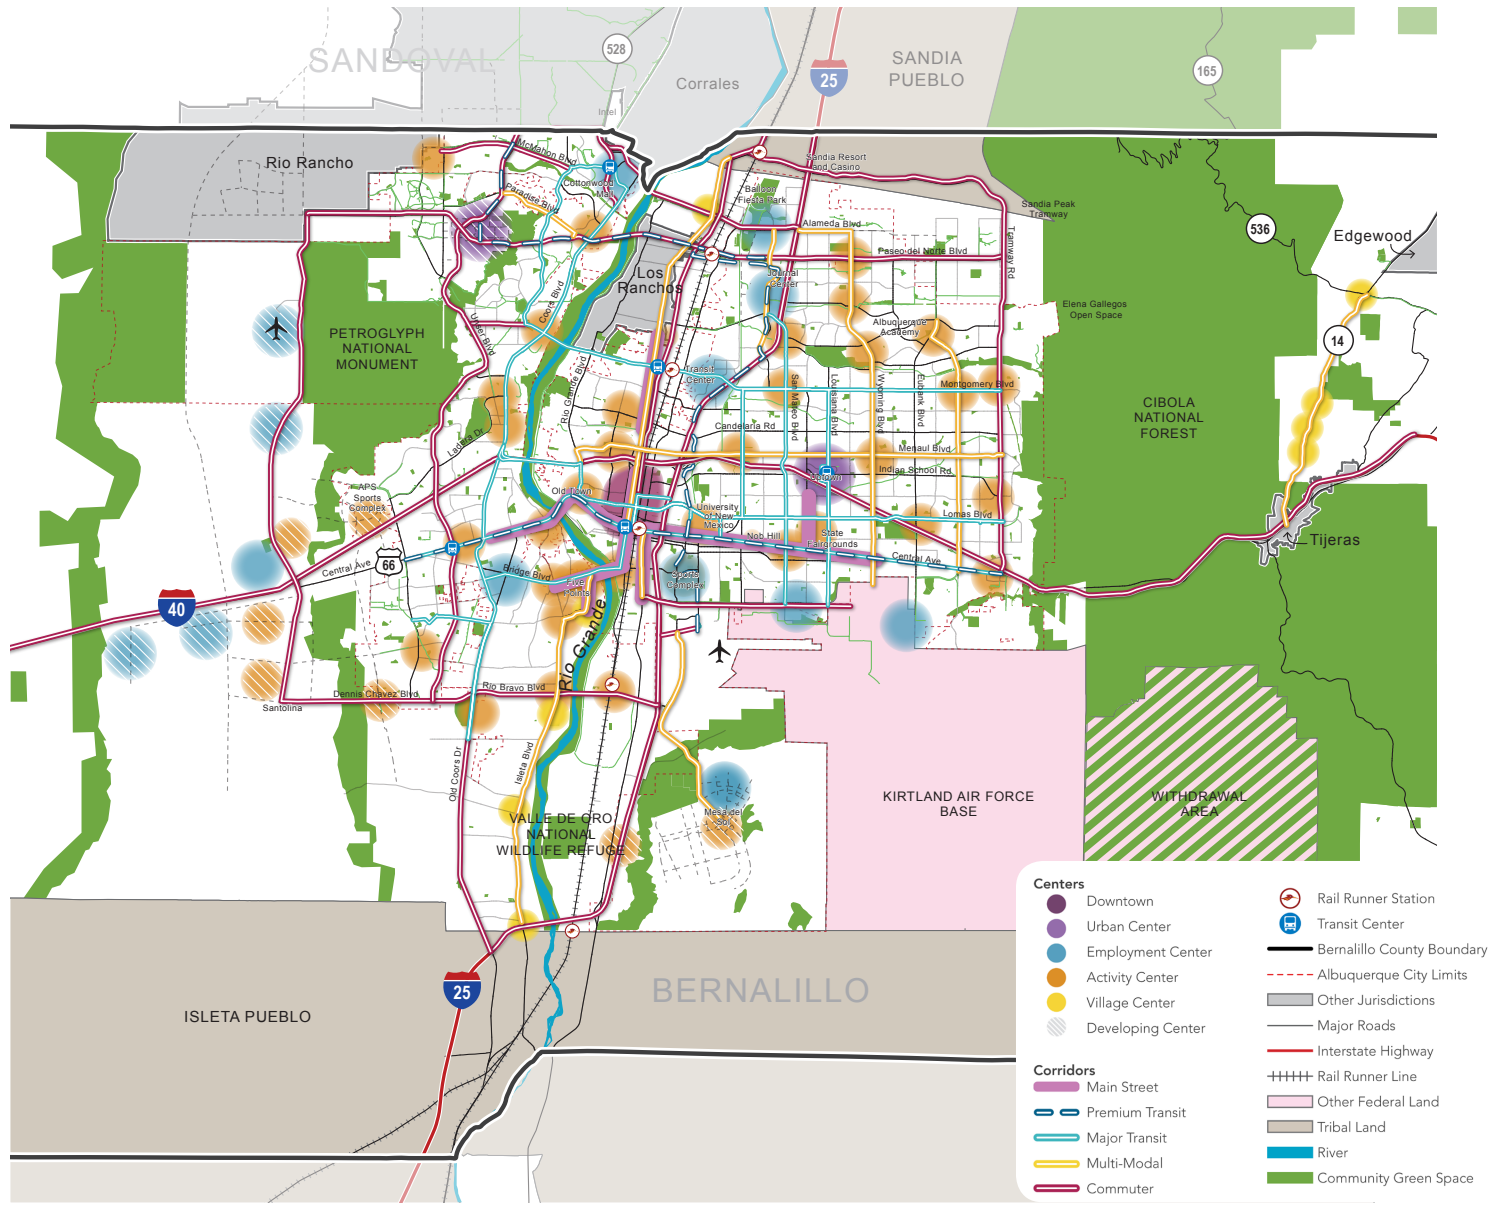 SANDOVAL
528
25
SANDIA
PUEBLO
165
Corrales
Intel
Rio Rancho
McMahon Blvd
Cottonwood
Mall
Paradise Blvd
Sandia Resort
and Casino
Balloon
Fiesta Park
Alameda Blvd
Sandia Peak
Tramway
536
Edgewood
Paseo del Norte Blvd
Tramway Rd
Los
Ranchos
Journal
Center
Coors Blvd
Unser Blvd
PETROGLYPH
NATIONAL
MONUMENT
Albuquerque
Academy
Elena Gallegos
Open Space
14
Transit
Center
Rio Grande Blvd
San Mateo Blvd
Louisiana Blvd
Wyoming Blvd
Eubank Blvd
Montgomery Blvd
CIBOLA
NATIONAL
FOREST
Candelaria Rd
Ladera Dr
Menaul Blvd
Indian School Rd
Uptown
APS
Sports
Complex
Old Town
University
of New
Mexico
Lomas Blvd
Nob Hill
State
Fairgrounds
Central Ave
Tijeras
66
Central Ave
Bridge Blvd
Five
Points
Sports
Complex
40
Rio Grande
Dennis Chavez Blvd
Rio Bravo Blvd
Santolina
Old Coors Dr
Isleta Blvd
Mesa del
Sol
VALLE DE ORO
NATIONAL
WILDLIFE REFUGE
KIRTLAND AIR FORCE
BASE
WITHDRAWAL
AREA
25
BERNALILLO
ISLETA PUEBLO
Centers
Downtown
Urban Center
Employment Center
Activity Center
Village Center
Developing Center
Corridors
Main Street
Premium Transit
Major Transit
Multi-Modal
Commuter
Rail Runner Station
Transit Center
Bernalillo County Boundary
Albuquerque City Limits
Other Jurisdictions
Major Roads
Interstate Highway
Rail Runner Line
Other Federal Land
Tribal Land
River
Community Green Space